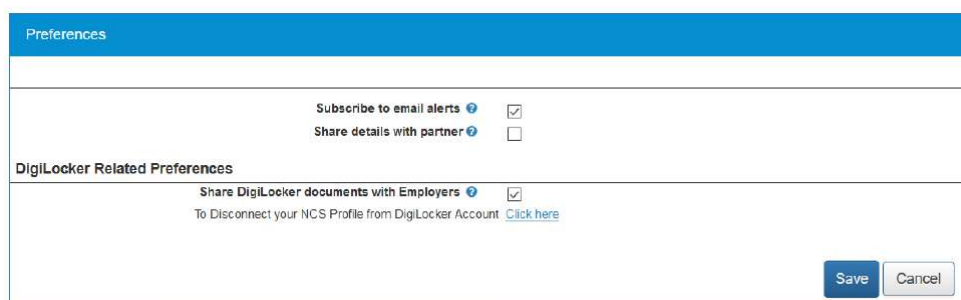 Preferences
Subscribe to email alerts
Share details with partner
DigiLocker Related Preferences
Share DigiLocker documents with Employers
To Disconnect your NCS Profile from DigiLocker Account Click here
Save Cancel